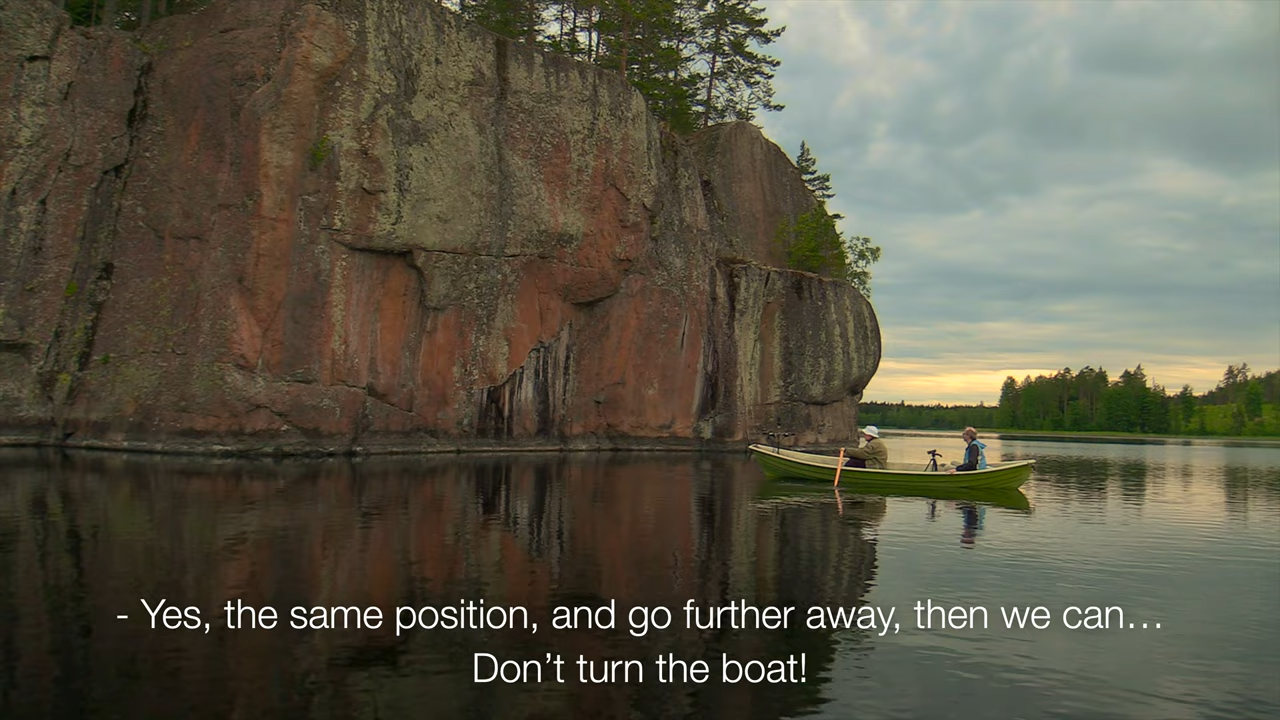 - Yes, the same position, and go further away, then we can…
Don’t turn the boat!